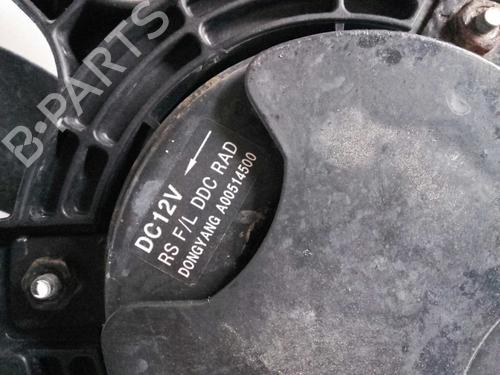 B-PARTS
DC12V
RS F/L DDC RAD
DONGYANG A00514500